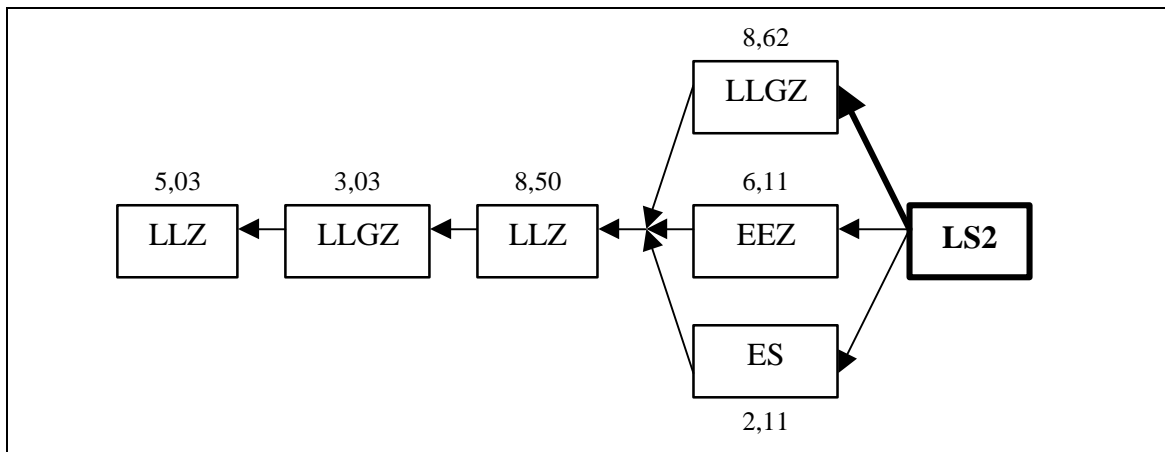 8,62
LLGZ
5,03 3,03 8,50 6,11
LLZ LLGZ LLZ EEZ LS2
ES
2,11